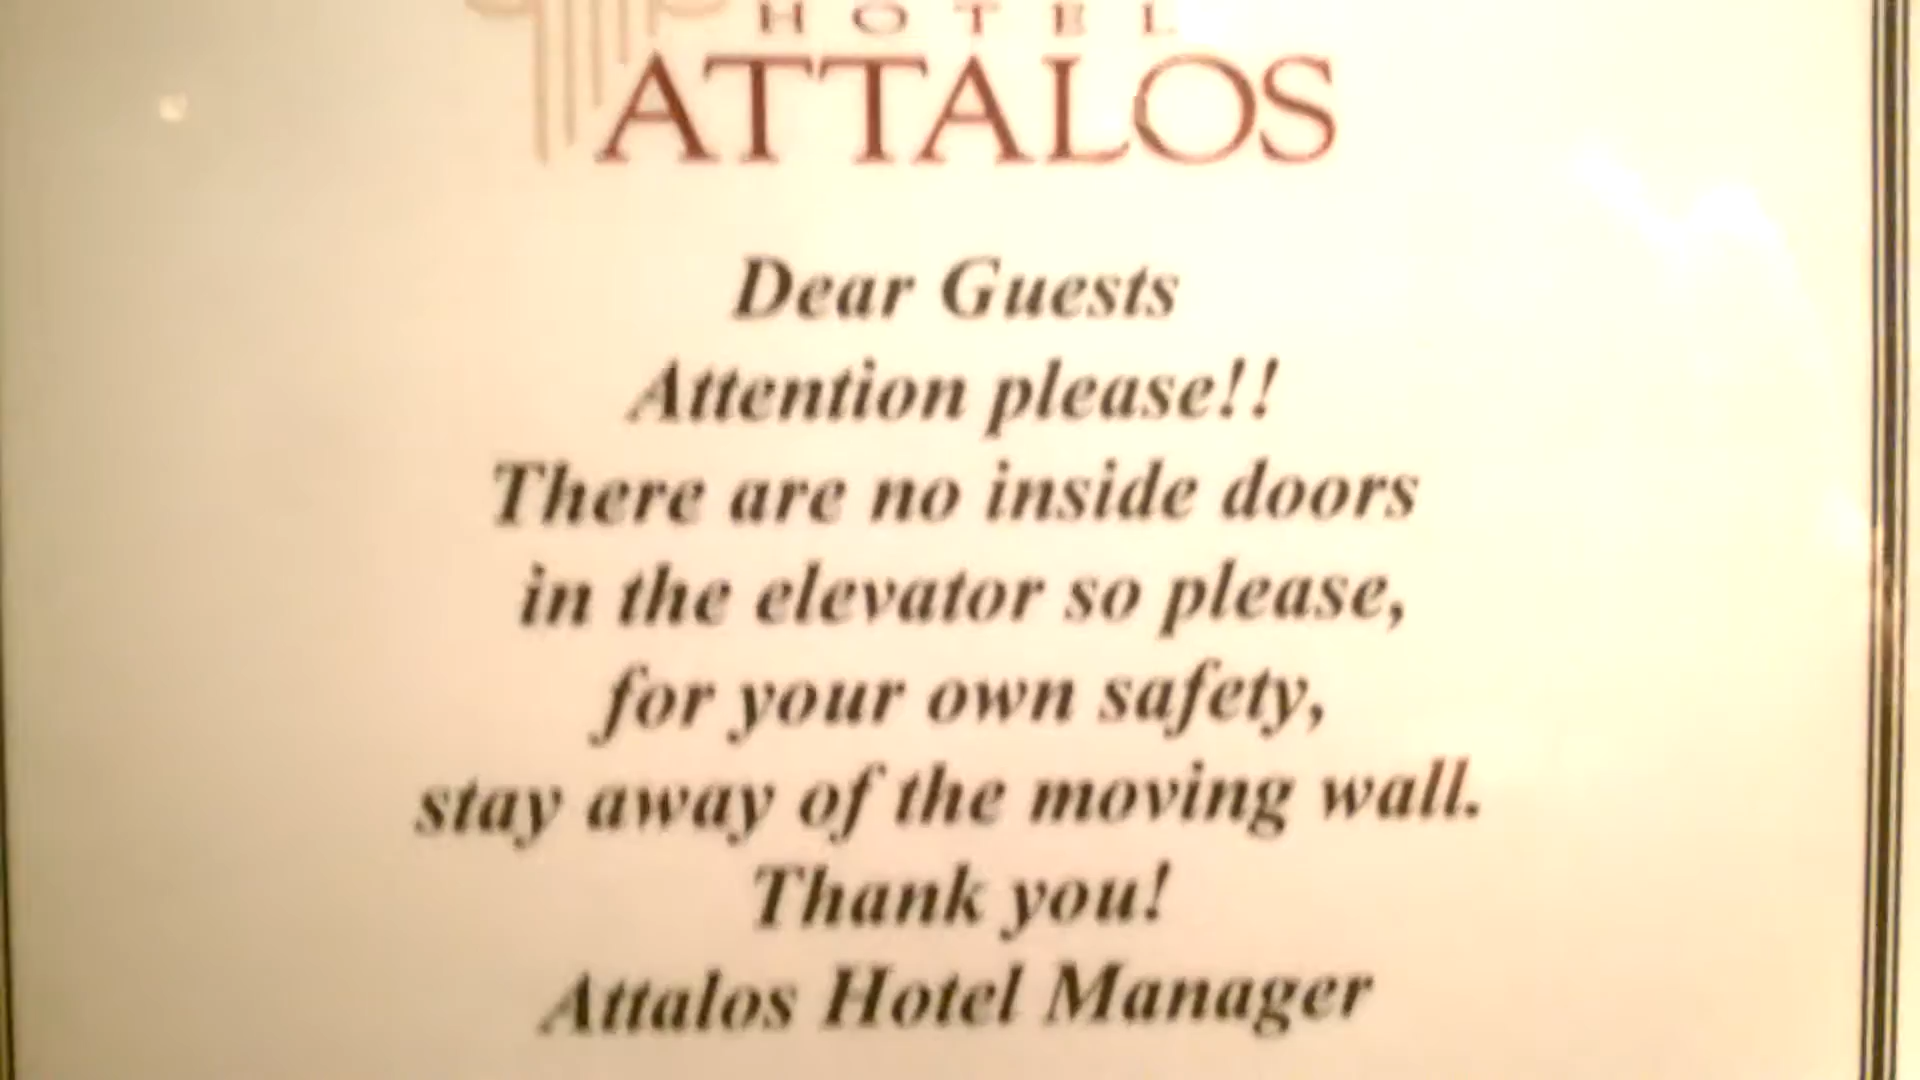 HOTEL
ATTALOS
Dear Guests
Attention please!!
There are no inside doors
in the elevator so please,
for your own safety,
stay away of the moving wall.
Thank you!
Attalos Hotel Manager